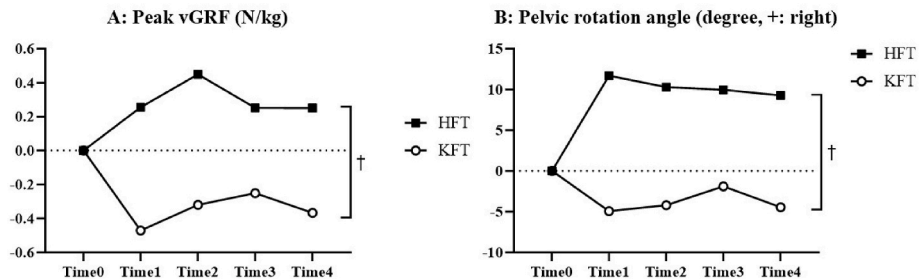 A: Peak vGRF (N/kg)
0.6
0.4
0.2
0.0
-0.2
-0.4
-0.6
Time0 Time1 Time2 Time3 Time4
HFT
KFT
†
B: Pelvic rotation angle (degree, +: right)
15
10
5
0
-5
-10
Time0 Time1 Time2 Time3 Time4
HFT
KFT
†